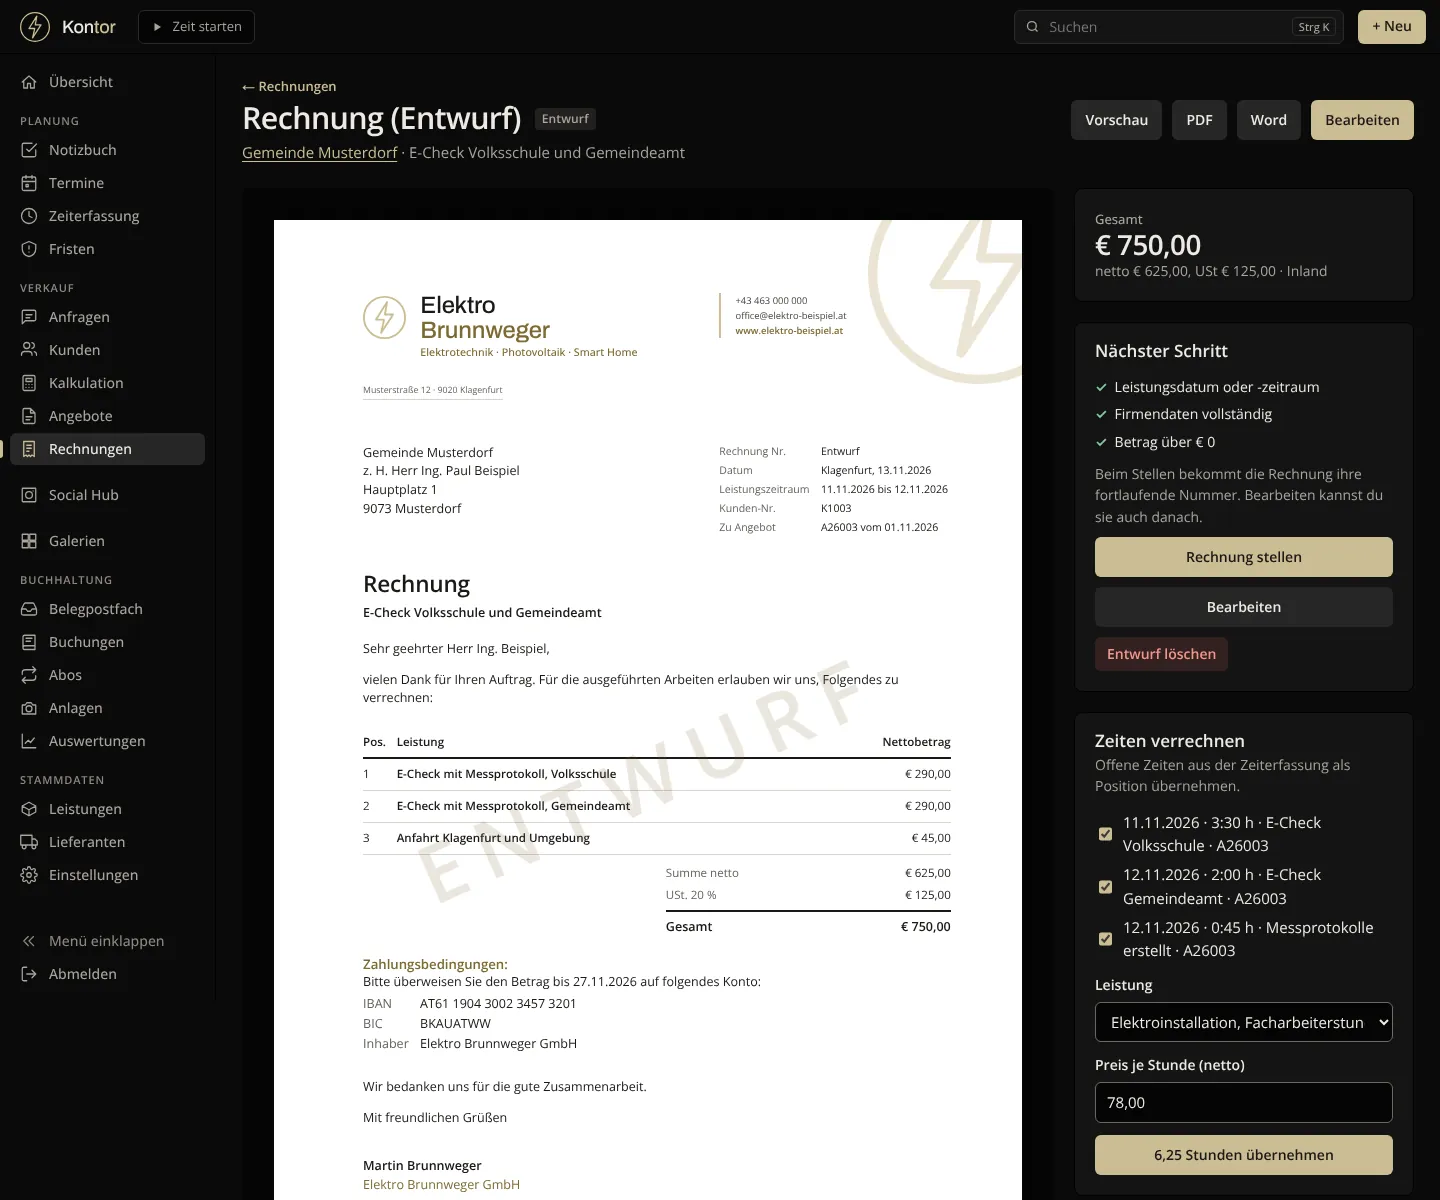 Kontor
Zeit starten
Suchen
Strg K
+ Neu
Übersicht
PLANUNG
Notizbuch
Termine
Zeiterfassung
Fristen
VERKAUF
Anfragen
Kunden
Kalkulation
Angebote
Rechnungen
Social Hub
Galerien
BUCHHALTUNG
Belegpostfach
Buchungen
Abos
Anlagen
Auswertungen
STAMMDATEN
Leistungen
Lieferanten
Einstellungen
Menü einklappen
Abmelden
← Rechnungen
Rechnung (Entwurf) Entwurf
Gemeinde Musterdorf · E-Check Volksschule und Gemeindeamt
Vorschau PDF Word Bearbeiten
Elektro
Brunnweger
Elektrotechnik · Photovoltaik · Smart Home
+43 463 000 000
office@elektro-beispiel.at
www.elektro-beispiel.at
Musterstraße 12 · 9020 Klagenfurt
Gemeinde Musterdorf
z. H. Herr Ing. Paul Beispiel
Hauptplatz 1
9073 Musterdorf
Rechnung Nr. Entwurf
Datum Klagenfurt, 13.11.2026
Leistungszeitraum 11.11.2026 bis 12.11.2026
Kunden-Nr. K1003
Zu Angebot A26003 vom 01.11.2026
Rechnung
E-Check Volksschule und Gemeindeamt
Sehr geehrter Herr Ing. Beispiel,
vielen Dank für Ihren Auftrag. Für die ausgeführten Arbeiten erlauben wir uns, Folgendes zu
verrechnen:
ENTWURF
Pos. Leistung Nettobetrag
1 E-Check mit Messprotokoll, Volksschule € 290,00
2 E-Check mit Messprotokoll, Gemeindeamt € 290,00
3 Anfahrt Klagenfurt und Umgebung € 45,00
Summe netto € 625,00
USt. 20 % € 125,00
Gesamt € 750,00
Zahlungsbedingungen:
Bitte überweisen Sie den Betrag bis 27.11.2026 auf folgendes Konto:
IBAN AT61 1904 3002 3457 3201
BIC BKAUATWW
Inhaber Elektro Brunnweger GmbH
Wir bedanken uns für die gute Zusammenarbeit.
Mit freundlichen Grüßen
Martin Brunnweger
Elektro Brunnweger GmbH
Gesamt
€ 750,00
netto € 625,00, USt € 125,00 · Inland
Nächster Schritt
Leistungsdatum oder -zeitraum
Firmendaten vollständig
Betrag über € 0
Beim Stellen bekommt die Rechnung ihre
fortlaufende Nummer. Bearbeiten kannst du
sie auch danach.
Rechnung stellen
Bearbeiten
Entwurf löschen
Zeiten verrechnen
Offene Zeiten aus der Zeiterfassung als
Position übernehmen.
11.11.2026 · 3:30 h · E-Check
Volksschule · A26003
12.11.2026 · 2:00 h · E-Check
Gemeindeamt · A26003
12.11.2026 · 0:45 h · Messprotokolle
erstellt · A26003
Leistung
Elektroinstallation, Facharbeiterstun
Preis je Stunde (netto)
78,00
6,25 Stunden übernehmen